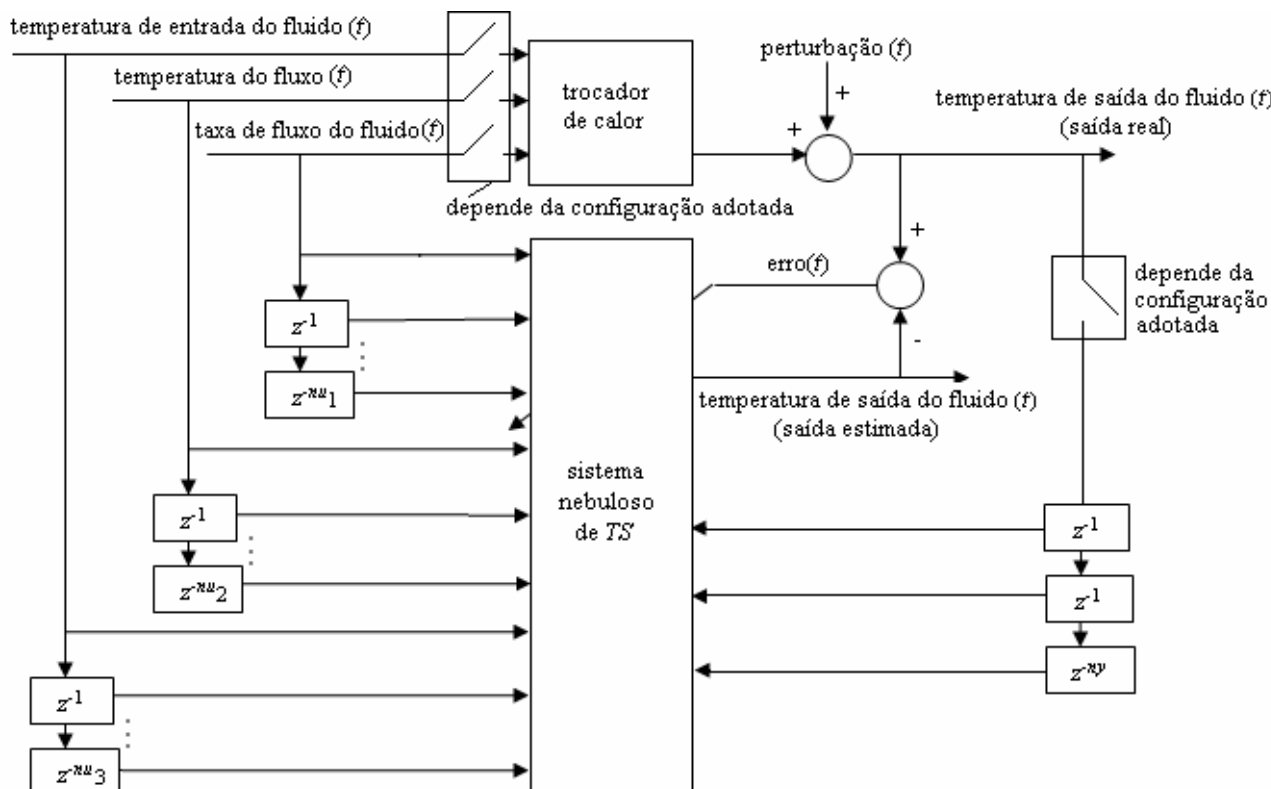 temperatura de entrada do fluido (t)
temperatura do fluxo (t)
taxa de fluxo do fluido(t)
trocador
de calor
perturbação (t)
+
+
temperatura de saída do fluido (t)
(saída real)
depende da configuração adotada
+
erro(t)
-
depende da
configuração
adotada
z-1
z-nu1
temperatura de saída do fluido (t)
(saída estimada)
sistema
nebuloso
de TS
z-1
z-nu2
z-1
z-1
z-ny
z-1
z-nu3